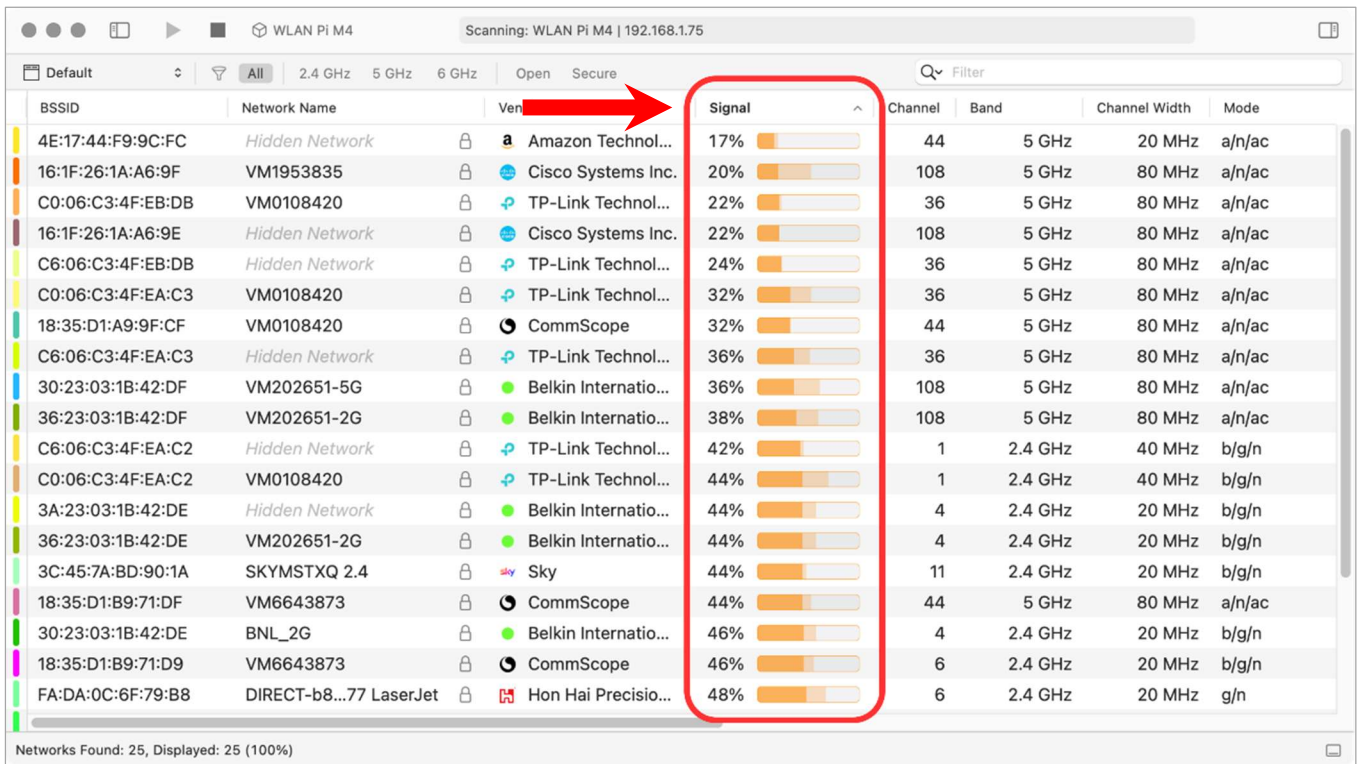 WLAN Pi M4 Scanning: WLAN Pi M4 | 192.168.1.75
Default All 2.4 GHz 5 GHz 6 GHz Open Secure Filter
BSSID Network Name Ven Signal Channel Band Channel Width Mode
4E:17:44:F9:9C:FC Hidden Network a Amazon Technol... 17% 44 5 GHz 20 MHz a/n/ac
16:1F:26:1A:A6:9F VM1953835 Cisco Systems Inc. 20% 108 5 GHz 80 MHz a/n/ac
C0:06:C3:4F:EB:DB VM0108420 TP-Link Technol... 22% 36 5 GHz 80 MHz a/n/ac
16:1F:26:1A:A6:9E Hidden Network Cisco Systems Inc. 22% 108 5 GHz 80 MHz a/n/ac
C6:06:C3:4F:EB:DB Hidden Network TP-Link Technol... 24% 36 5 GHz 80 MHz a/n/ac
C0:06:C3:4F:EA:C3 VM0108420 TP-Link Technol... 32% 36 5 GHz 80 MHz a/n/ac
18:35:D1:A9:9F:CF VM0108420 CommScope 32% 44 5 GHz 80 MHz a/n/ac
C6:06:C3:4F:EA:C3 Hidden Network TP-Link Technol... 36% 36 5 GHz 80 MHz a/n/ac
30:23:03:1B:42:DF VM202651-5G Belkin Internatio... 36% 108 5 GHz 80 MHz a/n/ac
36:23:03:1B:42:DF VM202651-2G Belkin Internatio... 38% 108 5 GHz 80 MHz a/n/ac
C6:06:C3:4F:EA:C2 Hidden Network TP-Link Technol... 42% 1 2.4 GHz 40 MHz b/g/n
C0:06:C3:4F:EA:C2 VM0108420 TP-Link Technol... 44% 1 2.4 GHz 40 MHz b/g/n
3A:23:03:1B:42:DE Hidden Network Belkin Internatio... 44% 4 2.4 GHz 20 MHz b/g/n
36:23:03:1B:42:DE VM202651-2G Belkin Internatio... 44% 4 2.4 GHz 20 MHz b/g/n
3C:45:7A:BD:90:1A SKYMSTXQ 2.4 sky Sky 44% 11 2.4 GHz 20 MHz b/g/n
18:35:D1:B9:71:DF VM6643873 CommScope 44% 44 5 GHz 80 MHz a/n/ac
30:23:03:1B:42:DE BNL_2G Belkin Internatio... 46% 4 2.4 GHz 20 MHz b/g/n
18:35:D1:B9:71:D9 VM6643873 CommScope 46% 6 2.4 GHz 20 MHz b/g/n
FA:DA:0C:6F:79:B8 DIRECT-b8...77 LaserJet Hon Hai Precisio... 48% 6 2.4 GHz 20 MHz g/n
Networks Found: 25, Displayed: 25 (100%)